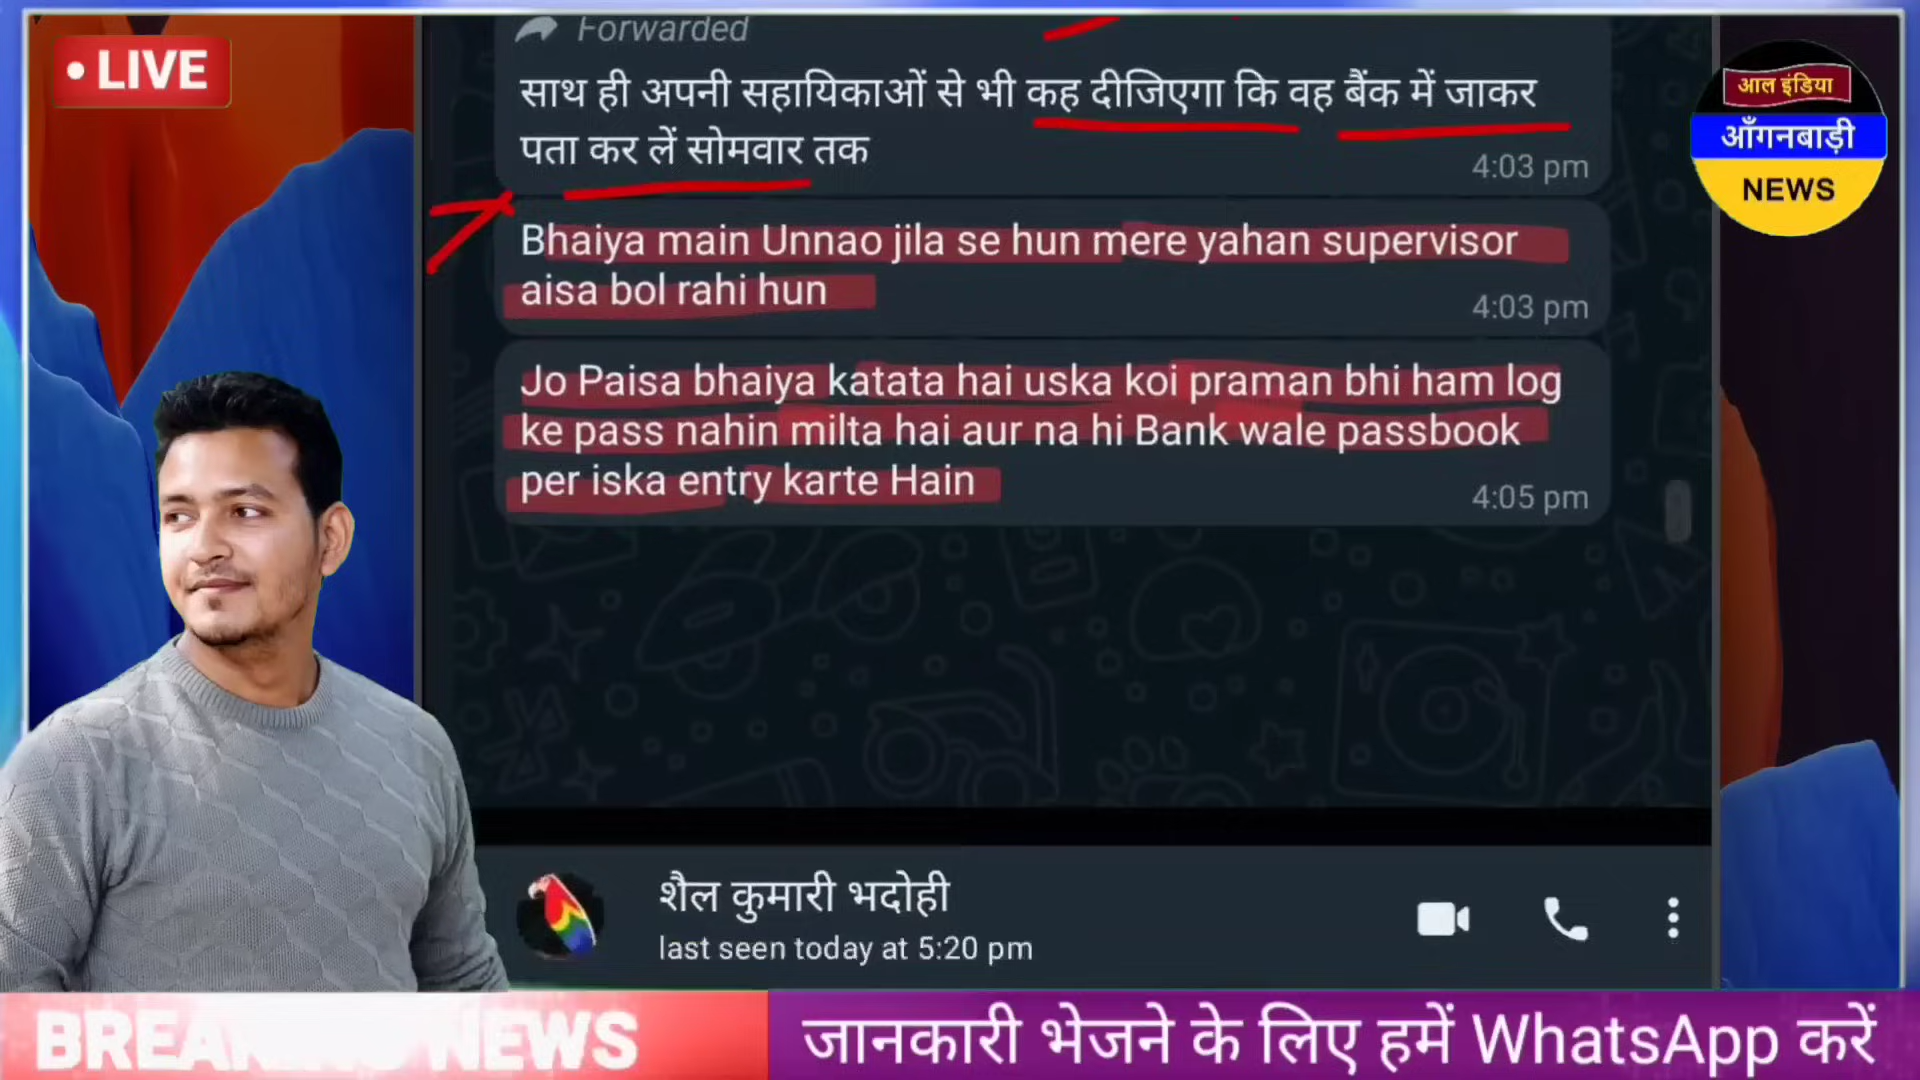 • LIVE
Forwarded
साथ ही अपनी सहायिकाओं से भी कह दीजिएगा कि वह बैंक में जाकर
पता कर लें सोमवार तक
4:03 pm
Bhaiya main Unnao jila se hun mere yahan supervisor
aisa bol rahi hun
4:03 pm
Jo Paisa bhaiya katata hai uska koi praman bhi ham log
ke pass nahin milta hai aur na hi Bank wale passbook
per iska entry karte Hain
4:05 pm
आल इंडिया
आँगनबाड़ी
NEWS
शैल कुमारी भदोही
last seen today at 5:20 pm
BREAKING NEWS
जानकारी भेजने के लिए हमें WhatsApp करें